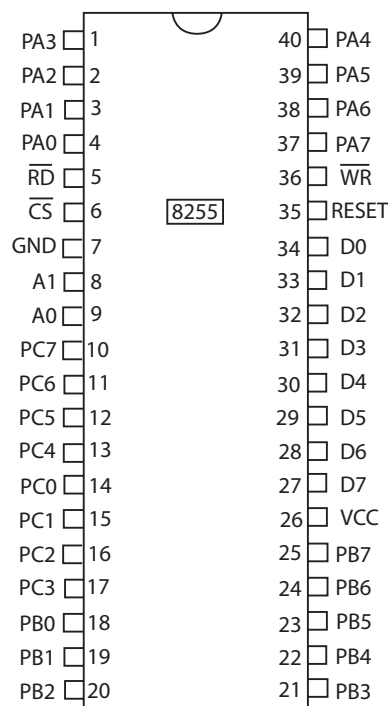 PA3 1 40 PA4
PA2 2 39 PA5
PA1 3 38 PA6
PA0 4 37 PA7
R̅D̅ 5 36 W̅R̅
C̅S̅ 6 8255 35 RESET
GND 7 34 D0
A1 8 33 D1
A0 9 32 D2
PC7 10 31 D3
PC6 11 30 D4
PC5 12 29 D5
PC4 13 28 D6
PC0 14 27 D7
PC1 15 26 VCC
PC2 16 25 PB7
PC3 17 24 PB6
PB0 18 23 PB5
PB1 19 22 PB4
PB2 20 21 PB3